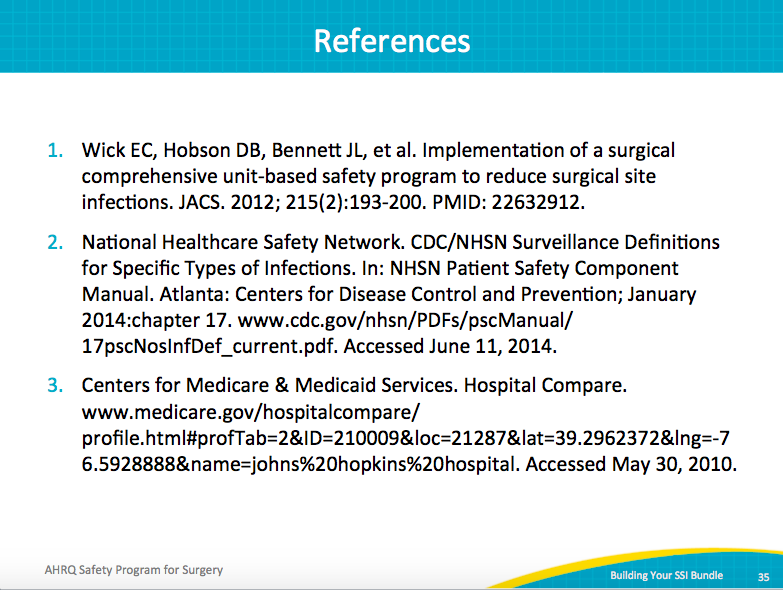 References
1. Wick EC, Hobson DB, Bennett JL, et al. Implementation of a surgical
comprehensive unit-based safety program to reduce surgical site
infections. JACS. 2012; 215(2):193-200. PMID: 22632912.
2. National Healthcare Safety Network. CDC/NHSN Surveillance Definitions
for Specific Types of Infections. In: NHSN Patient Safety Component
Manual. Atlanta: Centers for Disease Control and Prevention; January
2014:chapter 17. www.cdc.gov/nhsn/PDFs/pscManual/
17pscNosInfDef_current.pdf. Accessed June 11, 2014.
3. Centers for Medicare & Medicaid Services. Hospital Compare.
www.medicare.gov/hospitalcompare/
profile.html#profTab=2&ID=210009&loc=21287&lat=39.2962372&lng=-7
6.5928888&name=johns%20hopkins%20hospital. Accessed May 30, 2010.
AHRQ Safety Program for Surgery
Building Your SSI Bundle 35